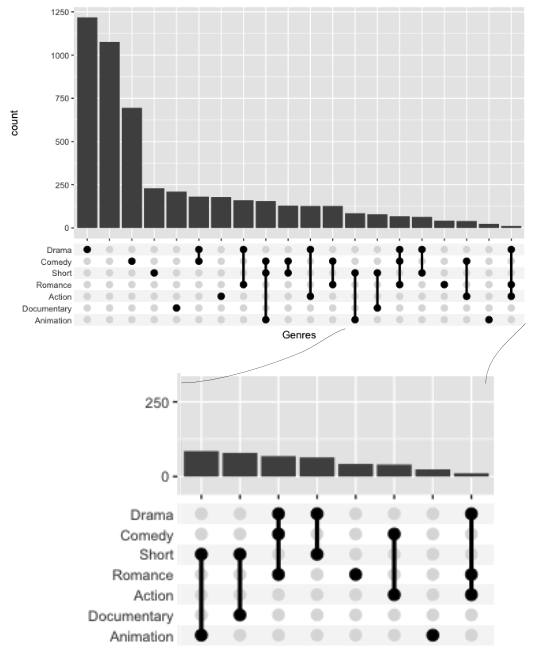 1250
1000
750
500
250
0
count
Drama
Comedy
Short
Romance
Action
Documentary
Animation
Genres
250
0
Drama
Comedy
Short
Romance
Action
Documentary
Animation